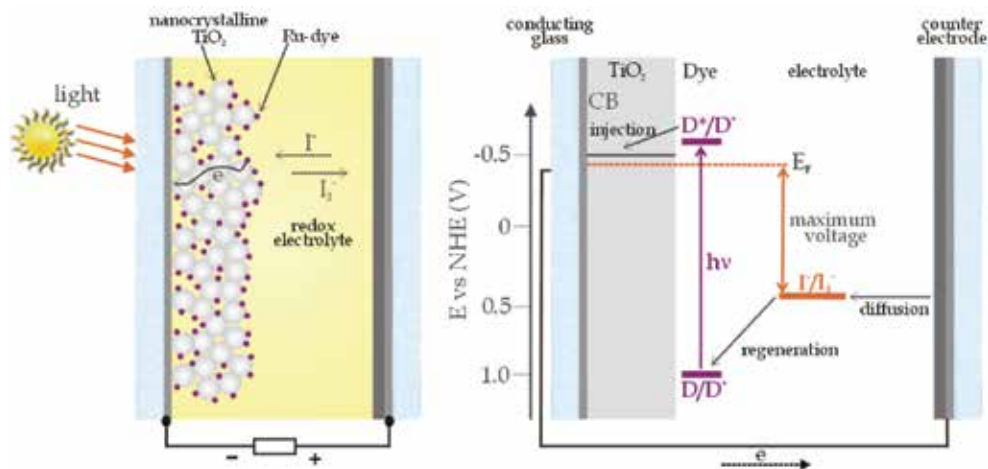 nanocrystalline
TiO₂
Ru-dye
light
I⁻
I₃⁻
e⁻
redox
electrolyte
− +
conducting
glass
counter
electrode
TiO₂ Dye electrolyte
CB
injection
D*/D⁺
-0.5
E_F
0
E vs NHE (V)
maximum
voltage
hν
I⁻/I₃⁻
0.5
diffusion
regeneration
1.0
D/D⁺
e⁻